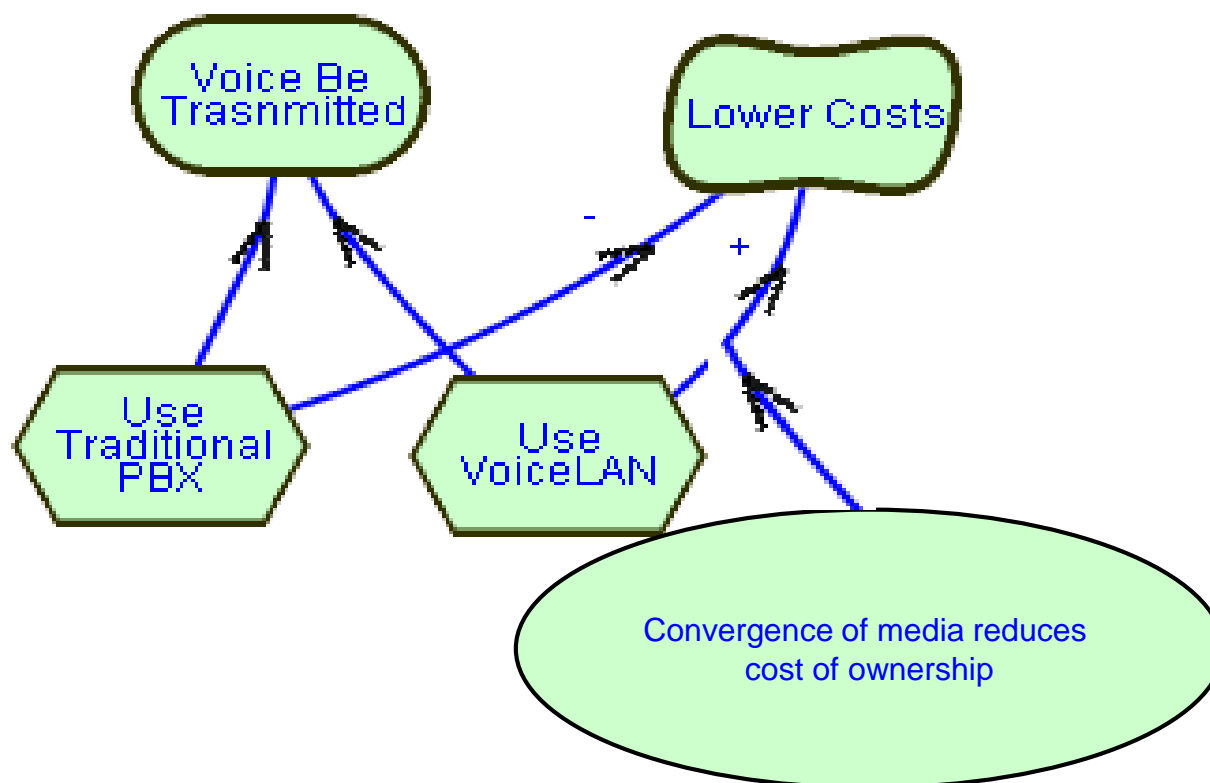 Voice Be
Trasnmitted
Lower Costs
-
+
Use
Traditional
PBX
Use
VoiceLAN
Convergence of media reduces
cost of ownership